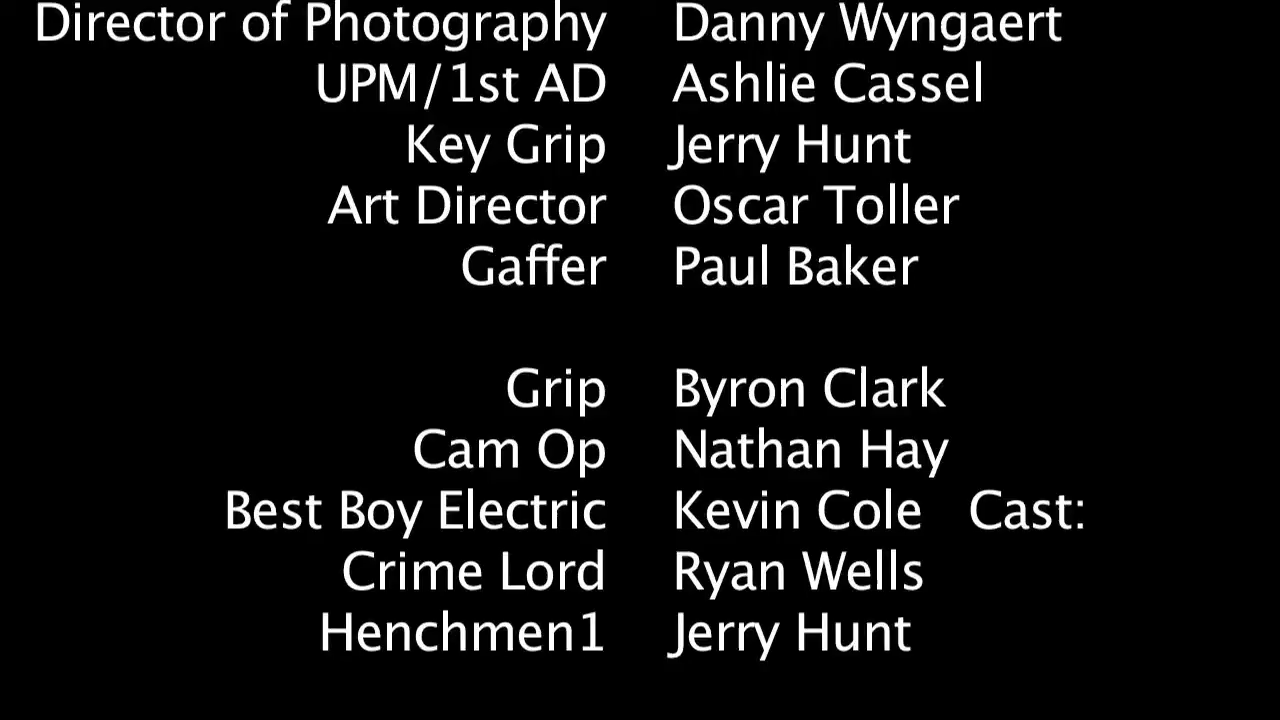 Director of Photography Danny Wyngaert
UPM/1st AD Ashlie Cassel
Key Grip Jerry Hunt
Art Director Oscar Toller
Gaffer Paul Baker
Grip Byron Clark
Cam Op Nathan Hay
Best Boy Electric Kevin Cole Cast:
Crime Lord Ryan Wells
Henchmen1 Jerry Hunt